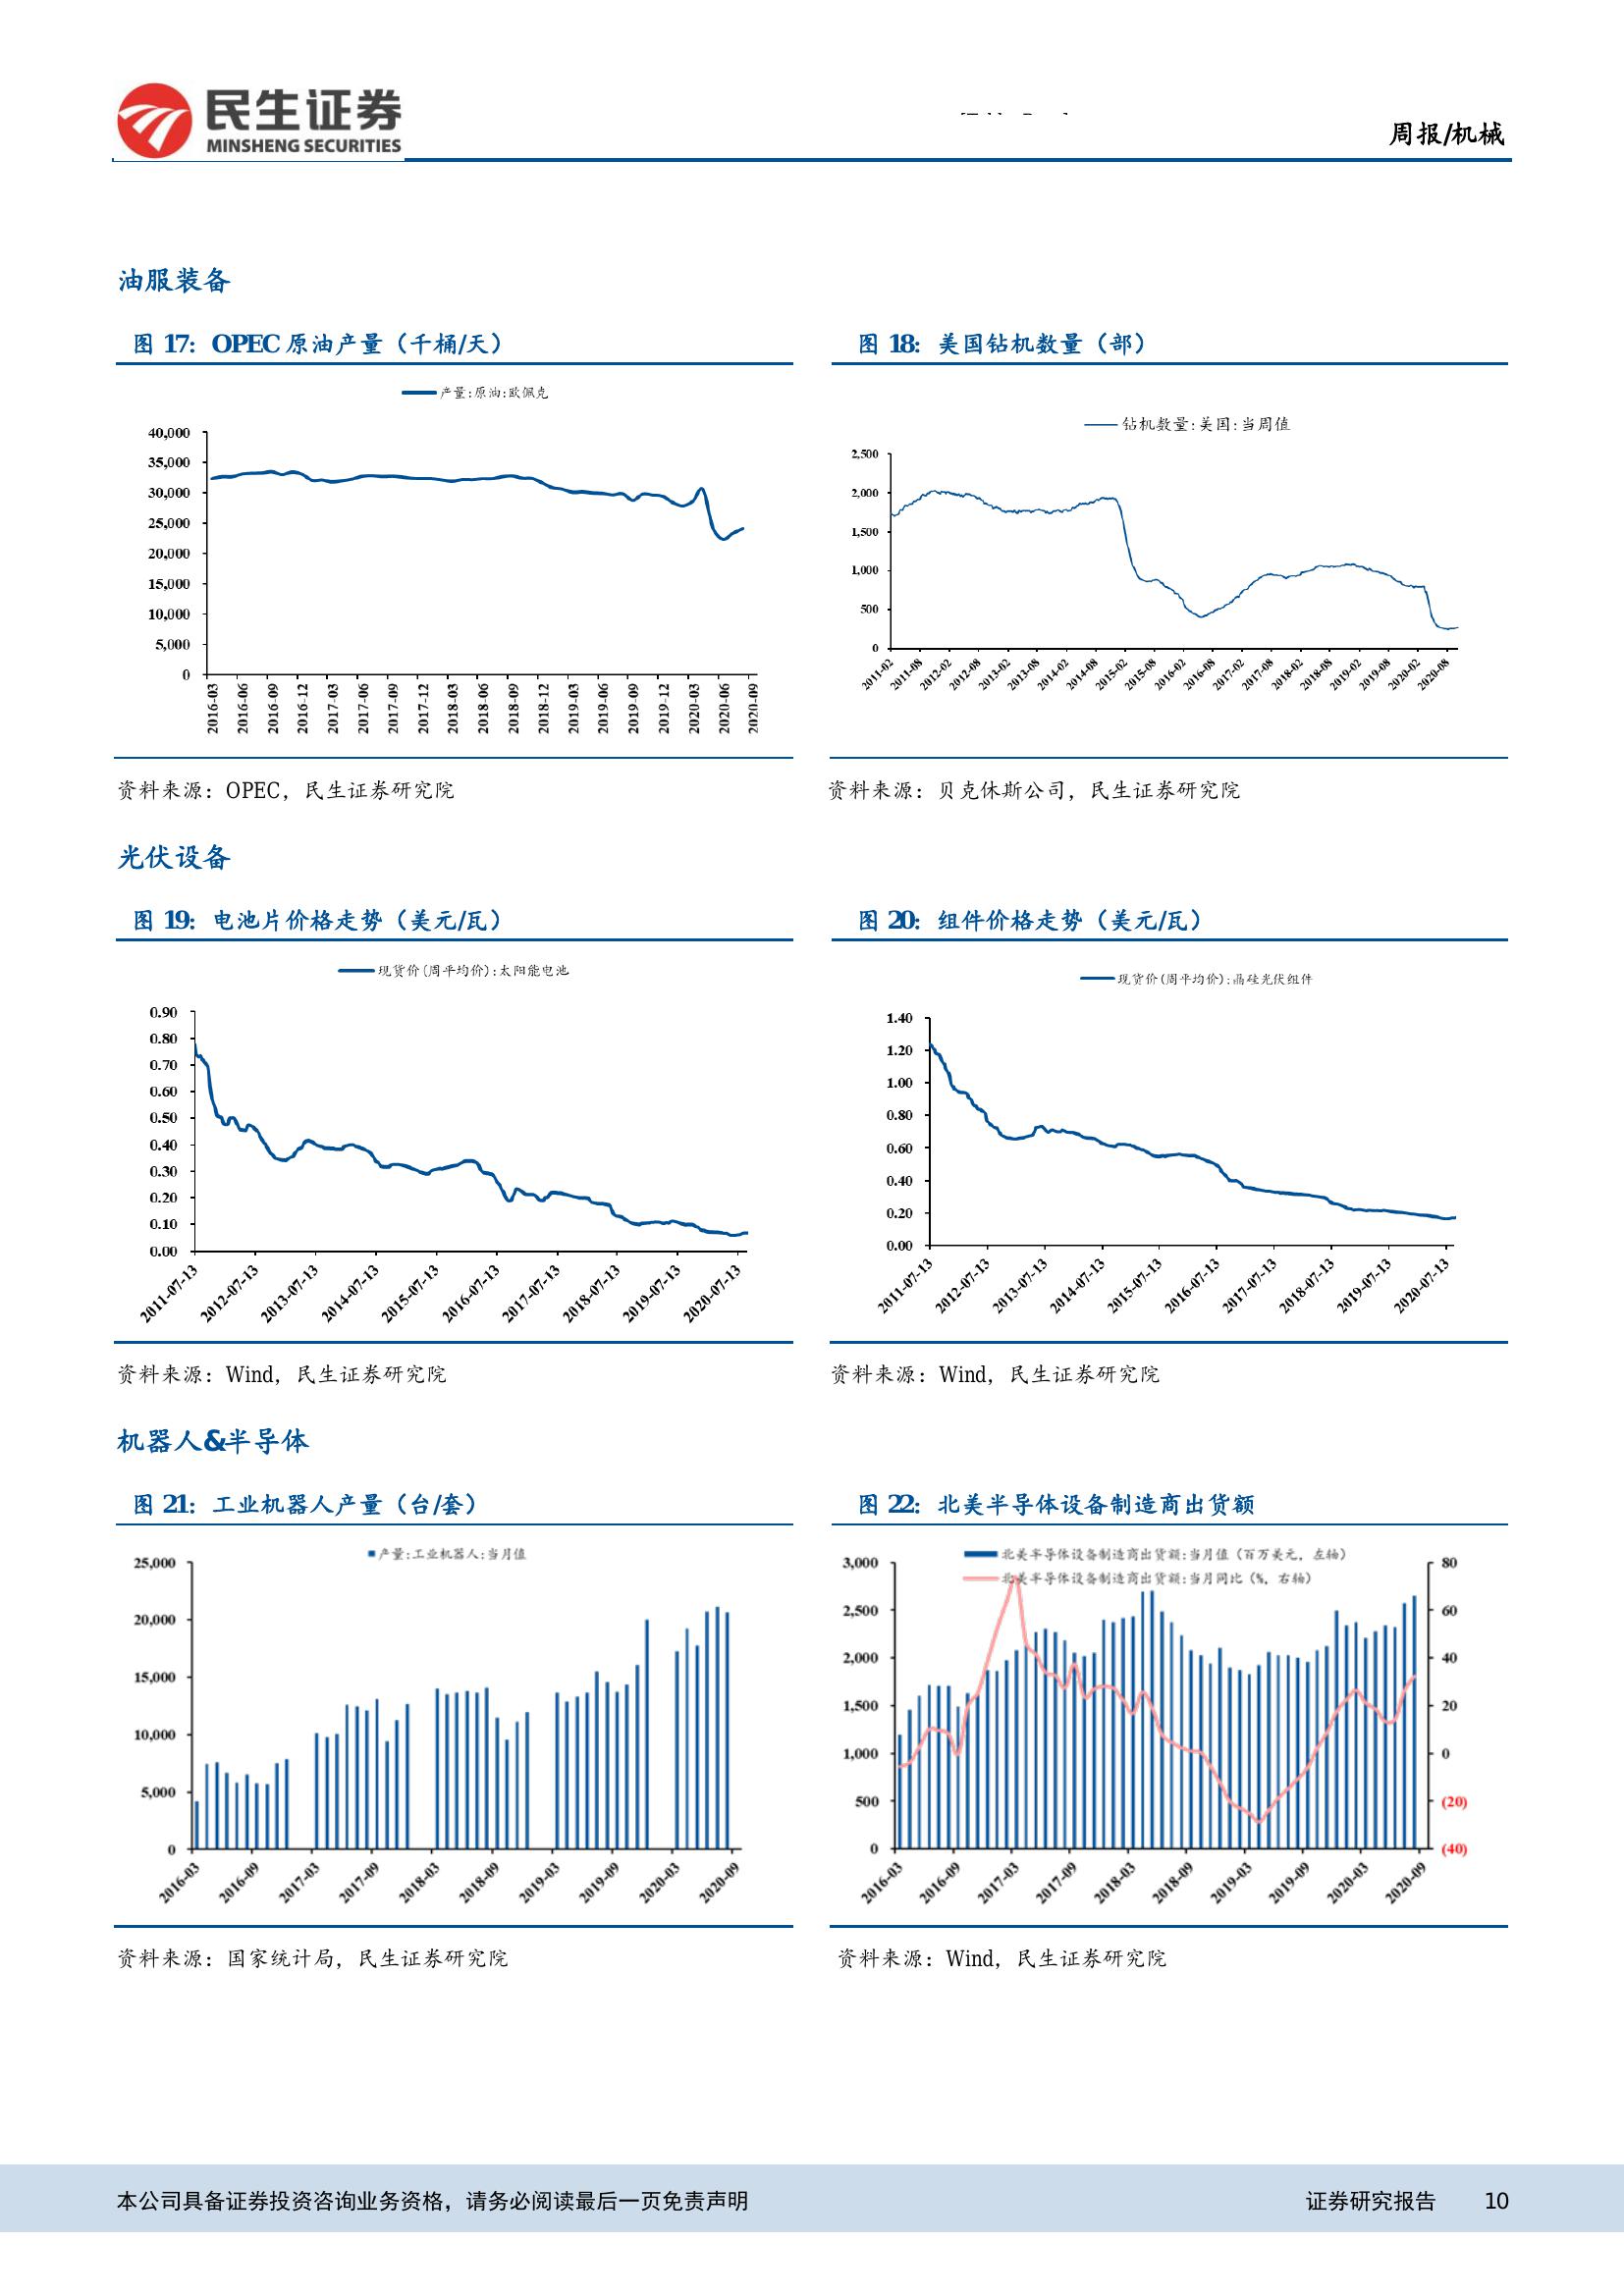 民生证券
MINSHENG SECURITIES
周报/机械
油服装备
图 17: OPEC 原油产量（千桶/天）
产量:原油:欧佩克
40,000
35,000
30,000
25,000
20,000
15,000
10,000
5,000
0
2016-03 2016-06 2016-09 2016-12 2017-03 2017-06 2017-09 2017-12 2018-03 2018-06 2018-09 2018-12 2019-03 2019-06 2019-09 2019-12 2020-03 2020-06 2020-09
资料来源：OPEC，民生证券研究院
图 18: 美国钻机数量（部）
钻机数量:美国:当周值
2,500
2,000
1,500
1,000
500
0
2011-02 2011-08 2012-02 2012-08 2013-02 2013-08 2014-02 2014-08 2015-02 2015-08 2016-02 2016-08 2017-02 2017-08 2018-02 2018-08 2019-02 2019-08 2020-02 2020-08
资料来源：贝克休斯公司，民生证券研究院
光伏设备
图 19: 电池片价格走势（美元/瓦）
现货价(周平均价):太阳能电池
0.90
0.80
0.70
0.60
0.50
0.40
0.30
0.20
0.10
0.00
2011-07-13 2012-07-13 2013-07-13 2014-07-13 2015-07-13 2016-07-13 2017-07-13 2018-07-13 2019-07-13 2020-07-13
资料来源：Wind，民生证券研究院
图 20: 组件价格走势（美元/瓦）
现货价(周平均价):晶硅光伏组件
1.40
1.20
1.00
0.80
0.60
0.40
0.20
0.00
2011-07-13 2012-07-13 2013-07-13 2014-07-13 2015-07-13 2016-07-13 2017-07-13 2018-07-13 2019-07-13 2020-07-13
资料来源：Wind，民生证券研究院
机器人&半导体
图 21: 工业机器人产量（台/套）
产量:工业机器人:当月值
25,000
20,000
15,000
10,000
5,000
0
2016-03 2016-09 2017-03 2017-09 2018-03 2018-09 2019-03 2019-09 2020-03 2020-09
资料来源：国家统计局，民生证券研究院
图 22: 北美半导体设备制造商出货额
北美半导体设备制造商出货额:当月值（百万美元，左轴）
北美半导体设备制造商出货额:当月同比（%，右轴）
3,000
2,500
2,000
1,500
1,000
500
0
80
60
40
20
0
(20)
(40)
2016-03 2016-09 2017-03 2017-09 2018-03 2018-09 2019-03 2019-09 2020-03 2020-09
资料来源：Wind，民生证券研究院
本公司具备证券投资咨询业务资格，请务必阅读最后一页免责声明
证券研究报告 10